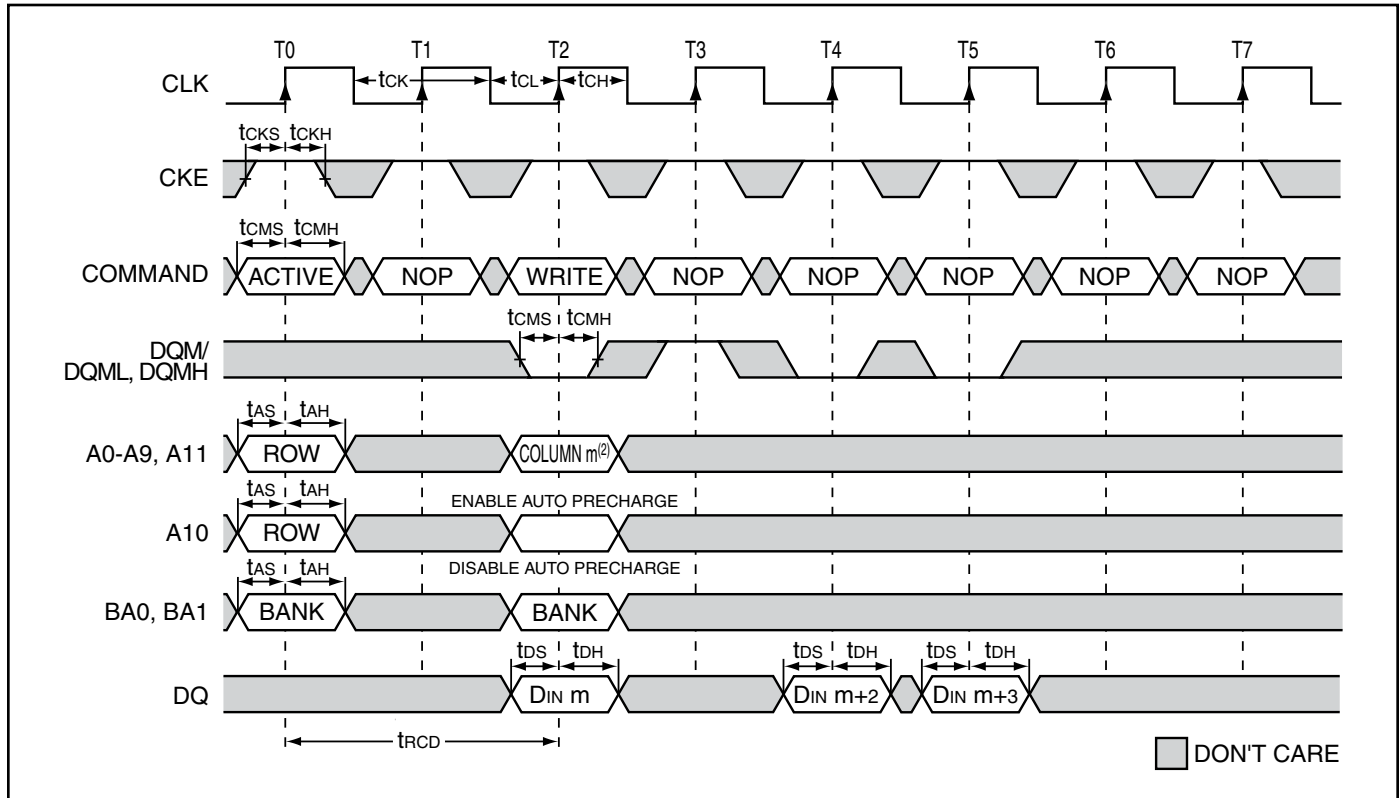 T0 T1 T2 T3 T4 T5 T6 T7
CLK
tCK tCL tCH
tCKS tCKH
CKE
tCMS tCMH
COMMAND ACTIVE NOP WRITE NOP NOP NOP NOP NOP
tCMS tCMH
DQM/
DQML, DQMH
tAS tAH
A0-A9, A11 ROW COLUMN m(2)
tAS tAH ENABLE AUTO PRECHARGE
A10 ROW
tAS tAH DISABLE AUTO PRECHARGE
BA0, BA1 BANK BANK
tDS tDH tDS tDH tDS tDH
DQ DIN m DIN m+2 DIN m+3
tRCD
DON'T CARE